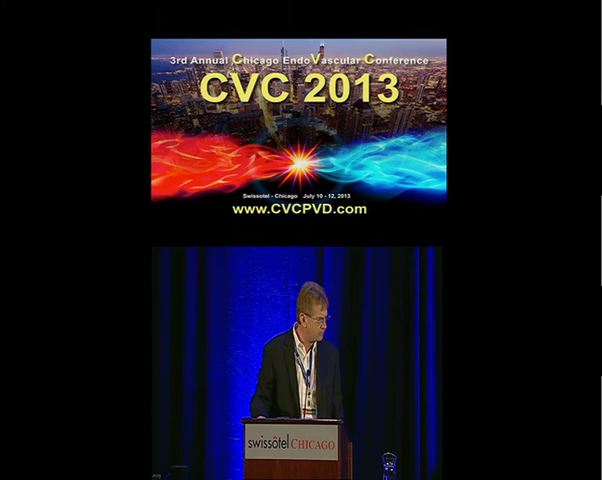 3rd Annual Chicago EndoVascular Conference
CVC 2013
Swissotel - Chicago July 10 - 12, 2013
www.CVCPVD.com
swissôtel CHICAGO